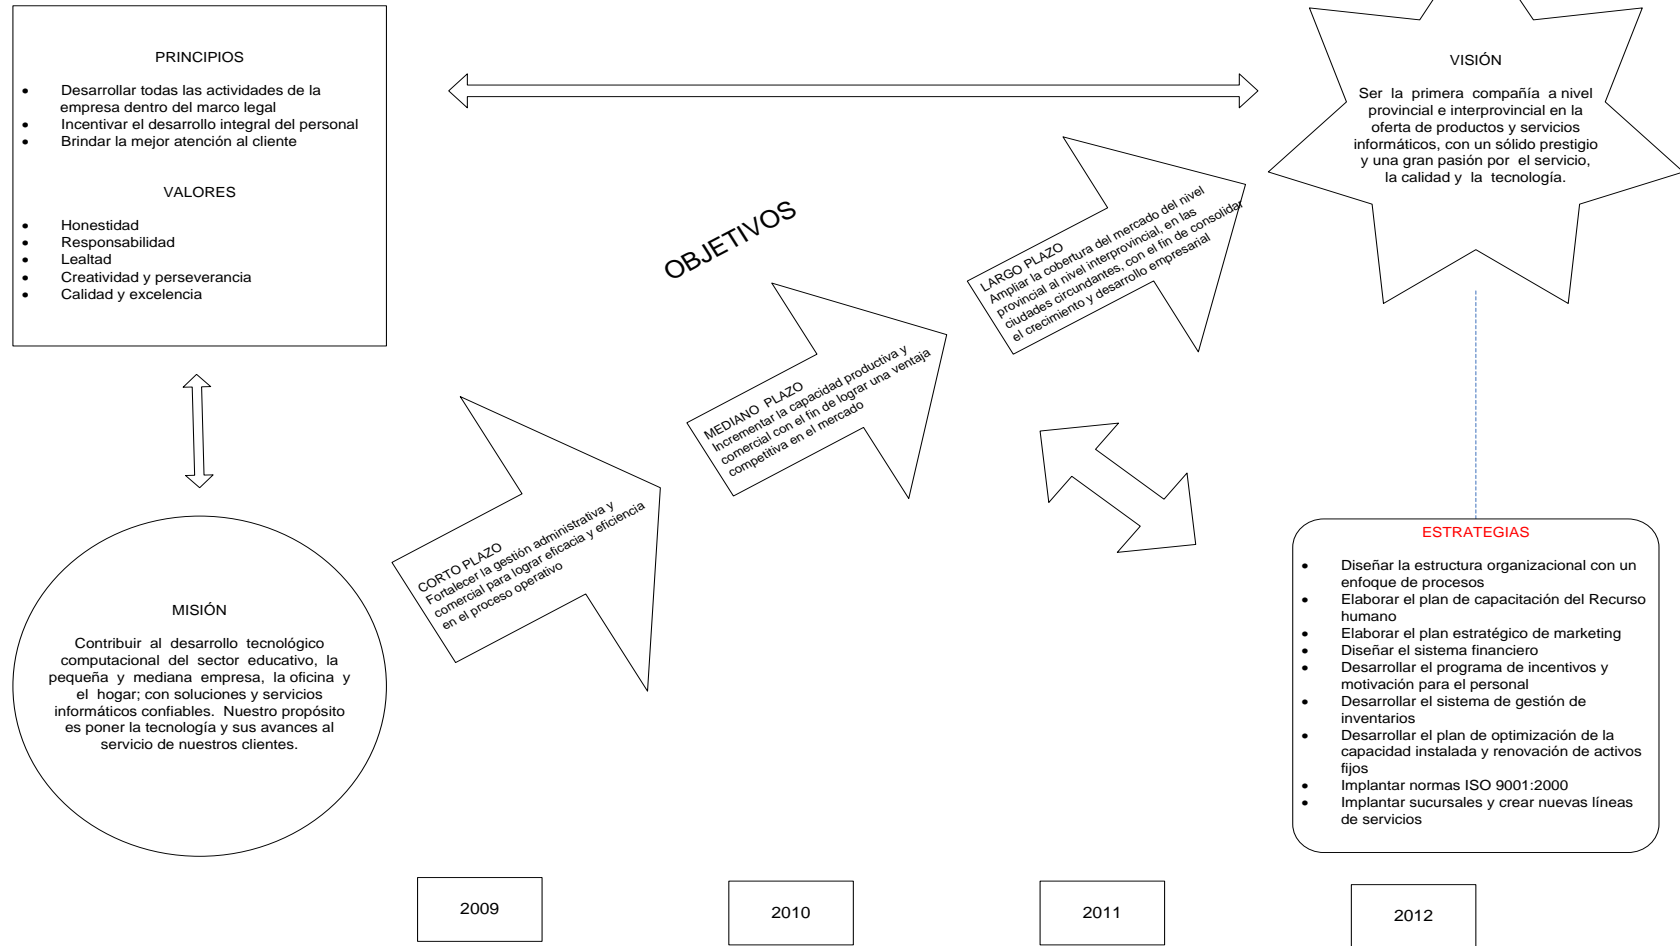 PRINCIPIOS
• Desarrollar todas las actividades de la
empresa dentro del marco legal
• Incentivar el desarrollo integral del personal
• Brindar la mejor atención al cliente
VALORES
• Honestidad
• Responsabilidad
• Lealtad
• Creatividad y perseverancia
• Calidad y excelencia
VISIÓN
Ser la primera compañía a nivel
provincial e interprovincial en la
oferta de productos y servicios
informáticos, con un sólido prestigio
y una gran pasión por el servicio,
la calidad y la tecnología.
OBJETIVOS
LARGO PLAZO
Ampliar la cobertura del mercado del nivel
provincial al nivel interprovincial, en las
ciudades circundantes, con el fin de consolidar
el crecimiento y desarrollo empresarial
MEDIANO PLAZO
Incrementar la capacidad productiva y
comercial con el fin de lograr una ventaja
competitiva en el mercado
CORTO PLAZO
Fortalecer la gestión administrativa y
comercial para lograr eficacia y eficiencia
en el proceso operativo
MISIÓN
Contribuir al desarrollo tecnológico
computacional del sector educativo, la
pequeña y mediana empresa, la oficina y
el hogar; con soluciones y servicios
informáticos confiables. Nuestro propósito
es poner la tecnología y sus avances al
servicio de nuestros clientes.
ESTRATEGIAS
• Diseñar la estructura organizacional con un
enfoque de procesos
• Elaborar el plan de capacitación del Recurso
humano
• Elaborar el plan estratégico de marketing
• Diseñar el sistema financiero
• Desarrollar el programa de incentivos y
motivación para el personal
• Desarrollar el sistema de gestión de
inventarios
• Desarrollar el plan de optimización de la
capacidad instalada y renovación de activos
fijos
• Implantar normas ISO 9001:2000
• Implantar sucursales y crear nuevas líneas
de servicios
2009
2010
2011
2012